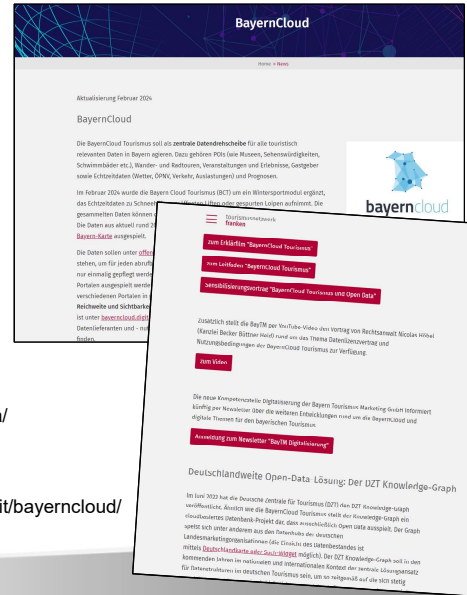 BayernCloud
Home » News
Aktualisierung Februar 2024
BayernCloud
Die BayernCloud Tourismus soll als zentrale Datendrehscheibe für alle touristisch
relevanten Daten in Bayern agieren. Dazu gehören POIs (wie Museen, Sehenswürdigkeiten,
Schwimmbäder etc.), Wander- und Radtouren, Veranstaltungen und Erlebnisse, Gastgeber
sowie Echtzeitdaten (Wetter, ÖPNV, Verkehr, Auslastungen) und Prognosen.
Im Februar 2024 wurde die Bayern Cloud Tourismus (BCT) um ein Wintersportmodul ergänzt,
das Echtzeitdaten zu Schneeh Liften oder gespurten Loipen aufnimmt. Die
gesammelten Daten können
Die Daten aus aktuell rund 2
Bayern-Karte ausgespielt.
Die Daten sollen unter offen
stehen, um für jeden abrufb
nur einmalig gepflegt werde
Portalen ausgespielt werde
verschiedenen Portalen in
Reichweite und Sichtbarke
ist unter bayerncloud.digit
Datenlieferanten und - nut
finden.
bayerncloud
tourismusnetzwerk
franken
zum Erklärfilm "BayernCloud Tourismus"
zum Leitfaden "BayernCloud Tourismus"
Sensibilisierungsvortrag "BayernCloud Tourismus und Open Data"
Zusätzlich stellt die BayTM per YouTube-Video den Vortrag von Rechtsanwalt Nicolas
(Kanzlei Becker Büttner Held) rund um das Thema Datenlizenzvertrag und
Nutzungsbedingungen der BayernCloud Tourismus zur Verfügung.
zum Video
Die neue Kompetenzstelle Digitalisierung der Bayern Tourismus Marketing GmbH informiert
künftig per Newsletter über die weiteren Entwicklungen rund um die BayernCloud und
digitale Themen für den bayerischen Tourismus.
Anmeldung zum Newsletter "BayTM Digitalisierung"
Deutschlandweite Open-Data-Lösung: Der DZT Knowledge-Graph
Im Juni 2022 hat die Deutsche Zentrale für Tourismus (DZT) den DZT Knowledge-Graph
veröffentlicht. Ähnlich wie die BayernCloud Tourismus stellt der Knowledge-Graph ein
cloudbasiertes Datenbank-Projekt dar, dass ausschließlich Open Data ausspielt. Der Graph
speist sich unter anderem aus den Datenhubs der deutschen
Landesmarketingorganisationen (die Einsicht des Datenbestandes ist
mittels Deutschlandkarte oder Such-Widget möglich). Der DZT Knowledge-Graph soll in den
kommenden Jahren im nationalen und internationalen Kontext der zentrale Lösungsansatz
für Datenstrukturen im deutschen Tourismus sein, um so zeitgemäß auf die sich stetig
/
it/bayerncloud/